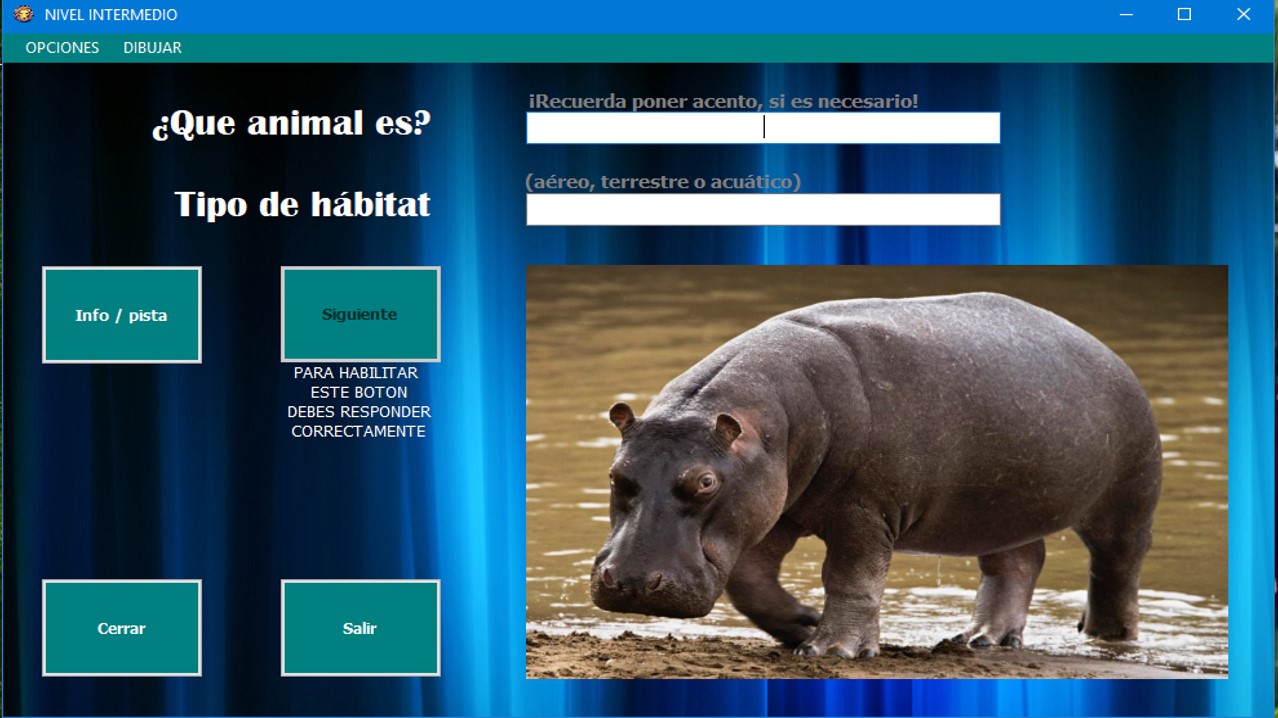 NIVEL INTERMEDIO
OPCIONES DIBUJAR
¡Recuerda poner acento, si es necesario!
¿Que animal es?
(aéreo, terrestre o acuático)
Tipo de hábitat
Info / pista
Siguiente
PARA HABILITAR
ESTE BOTON
DEBES RESPONDER
CORRECTAMENTE
Cerrar
Salir